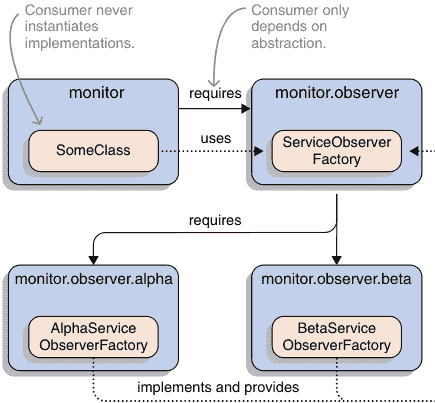 Consumer never
instantiates
implementations.
Consumer only
depends on
abstraction.
monitor
requires
monitor.observer
SomeClass
uses
ServiceObserver
Factory
requires
monitor.observer.alpha
monitor.observer.beta
AlphaService
ObserverFactory
BetaService
ObserverFactory
implements and provides